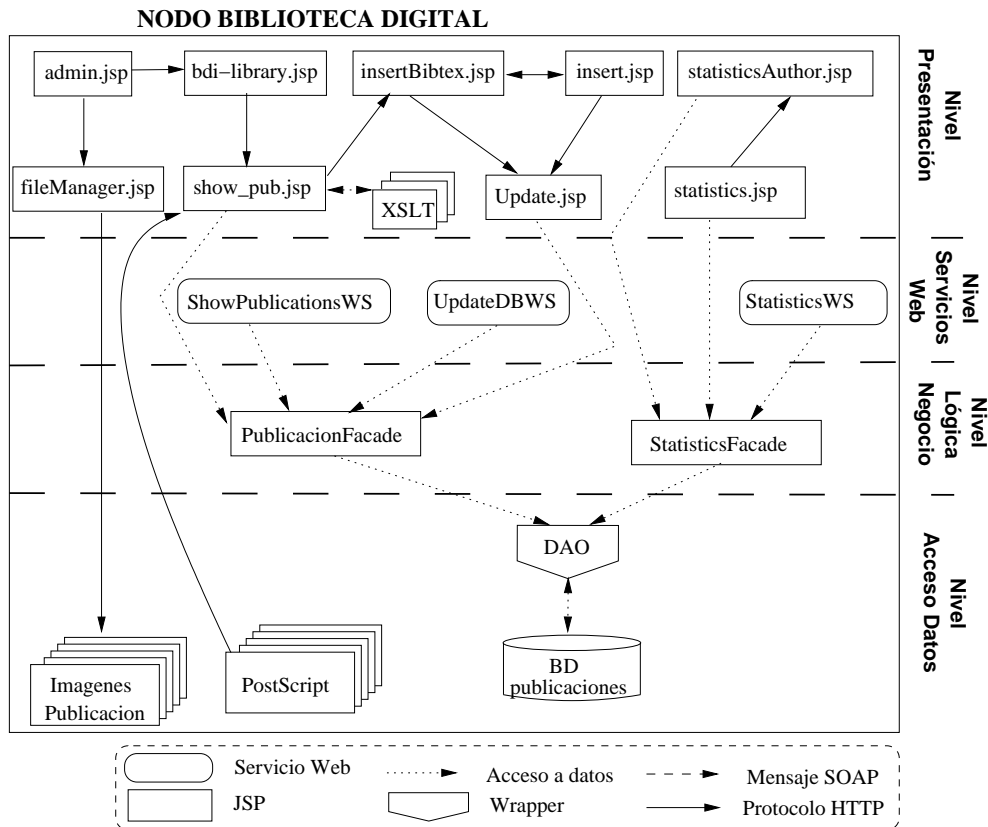 NODO BIBLIOTECA DIGITAL
admin.jsp
bdi−library.jsp
insertBibtex.jsp
insert.jsp
statisticsAuthor.jsp
Nivel
Presentación
fileManager.jsp
show_pub.jsp
XSLT
Update.jsp
statistics.jsp
ShowPublicationsWS
UpdateDBWS
StatisticsWS
Nivel
Servicios
Web
PublicacionFacade
StatisticsFacade
Nivel
Lógica
Negocio
DAO
Nivel
Acceso Datos
Imagenes
Publicacion
PostScript
BD
publicaciones
Servicio Web
Acceso a datos
Mensaje SOAP
JSP
Wrapper
Protocolo HTTP